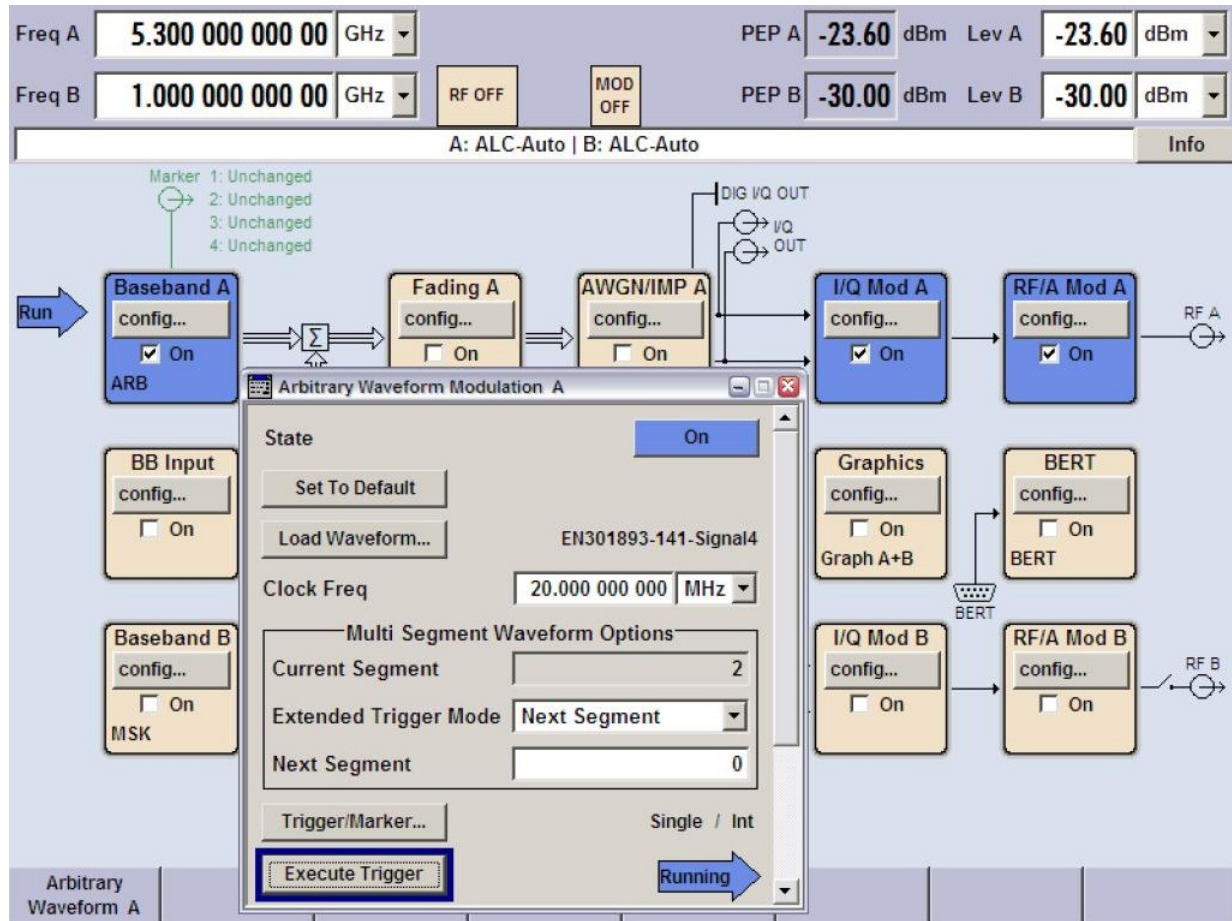 Freq A 5.300 000 000 00 GHz PEP A -23.60 dBm Lev A -23.60 dBm
Freq B 1.000 000 000 00 GHz RF OFF MOD OFF PEP B -30.00 dBm Lev B -30.00 dBm
A: ALC-Auto | B: ALC-Auto Info
Marker 1: Unchanged
2: Unchanged
3: Unchanged
4: Unchanged
DIG I/Q OUT
I/Q
OUT
Run
Baseband A
config...
On
ARB
Σ
Fading A
config...
On
AWGN/IMP A
config...
On
I/Q Mod A
config...
On
RF/A Mod A
config...
On
RF A
Arbitrary Waveform Modulation A
State On
Set To Default
Load Waveform... EN301893-141-Signal4
Clock Freq 20.000 000 000 MHz
Multi Segment Waveform Options
Current Segment 2
Extended Trigger Mode Next Segment
Next Segment 0
Trigger/Marker... Single / Int
Execute Trigger Running
BB Input
config...
On
Graphics
config...
On
Graph A+B
BERT
config...
On
BERT
BERT
Baseband B
config...
On
MSK
I/Q Mod B
config...
On
RF/A Mod B
config...
On
RF B
Arbitrary
Waveform A